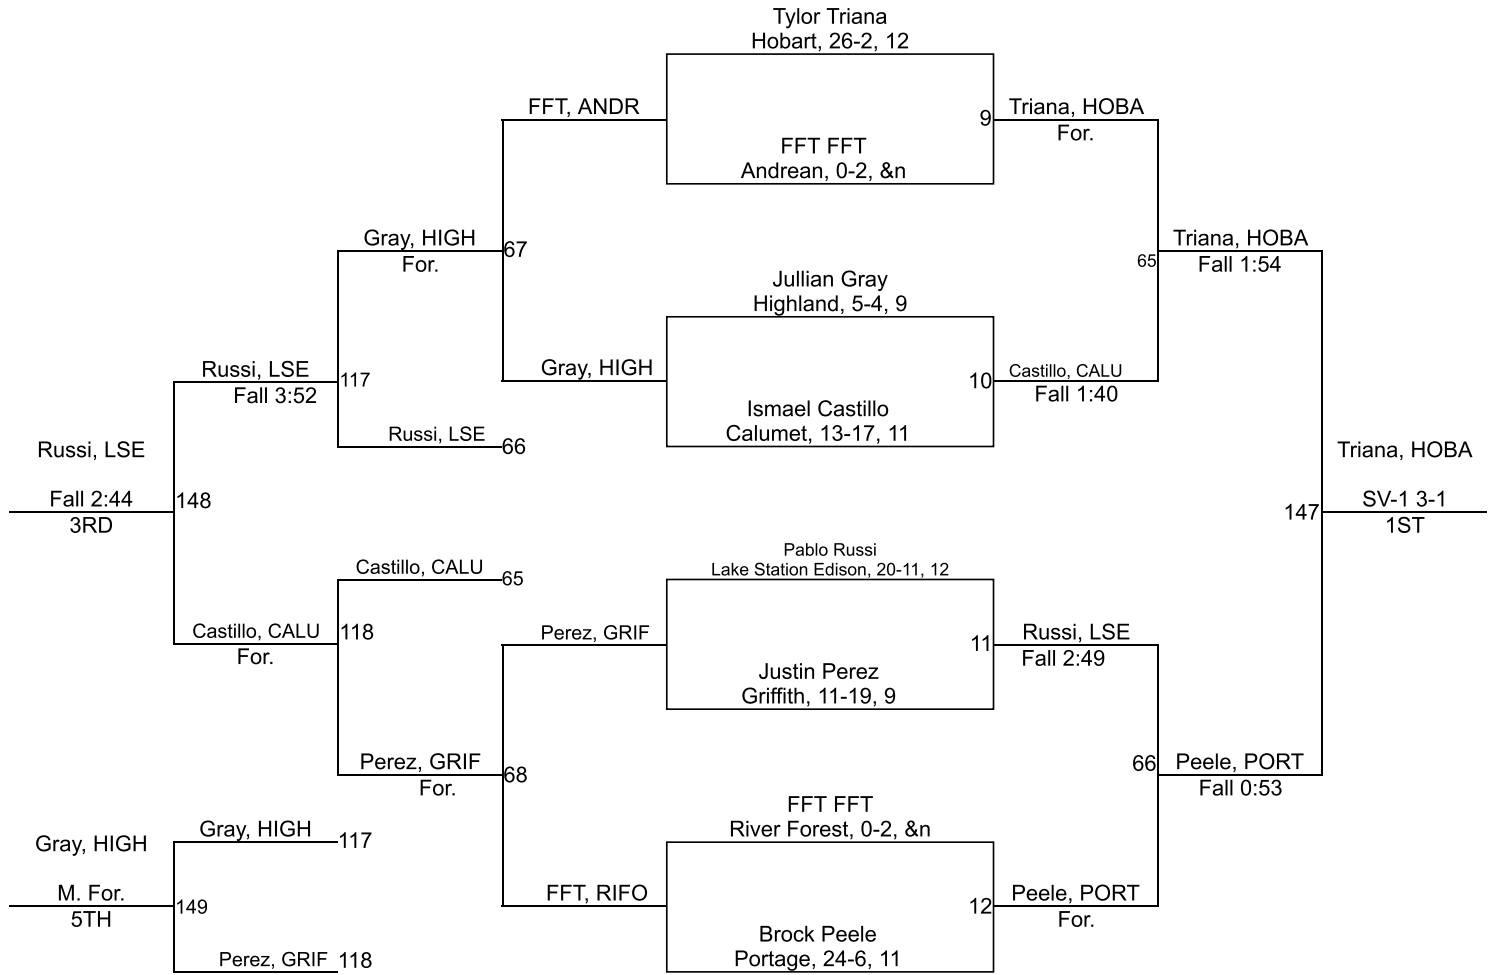 Tylor Triana
Hobart, 26-2, 12
FFT, ANDR
9
Triana, HOBA
For.
FFT FFT
Andrean, 0-2, &n
Gray, HIGH
For.
67
Triana, HOBA
Fall 1:54
65
Jullian Gray
Highland, 5-4, 9
Russi, LSE
Fall 3:52
117
Gray, HIGH
10
Castillo, CALU
Fall 1:40
Ismael Castillo
Calumet, 13-17, 11
Russi, LSE
66
Russi, LSE
Fall 2:44
3RD
148
Triana, HOBA
147
SV-1 3-1
1ST
Castillo, CALU
65
Pablo Russi
Lake Station Edison, 20-11, 12
Castillo, CALU
For.
118
Perez, GRIF
11
Russi, LSE
Fall 2:49
Justin Perez
Griffith, 11-19, 9
Perez, GRIF
For.
68
66
Peele, PORT
Fall 0:53
FFT FFT
River Forest, 0-2, &n
Gray, HIGH
117
Gray, HIGH
M. For.
5TH
149
FFT, RIFO
12
Peele, PORT
For.
Brock Peele
Portage, 24-6, 11
Perez, GRIF
118